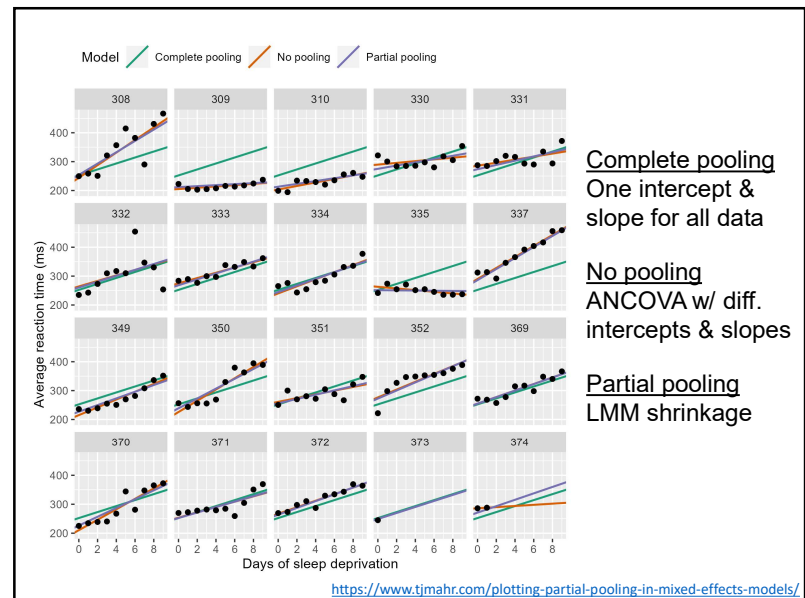 Model Complete pooling No pooling Partial pooling
308 309 310 330 331
400
300
200
332 333 334 335 337
400
300
200
349 350 351 352 369
400
300
200
370 371 372 373 374
400
300
200
0 2 4 6 8 0 2 4 6 8 0 2 4 6 8 0 2 4 6 8 0 2 4 6 8
Average reaction time (ms)
Days of sleep deprivation
Complete pooling
One intercept &
slope for all data
No pooling
ANCOVA w/ diff.
intercepts & slopes
Partial pooling
LMM shrinkage
https://www.tjmahr.com/plotting-partial-pooling-in-mixed-effects-models/